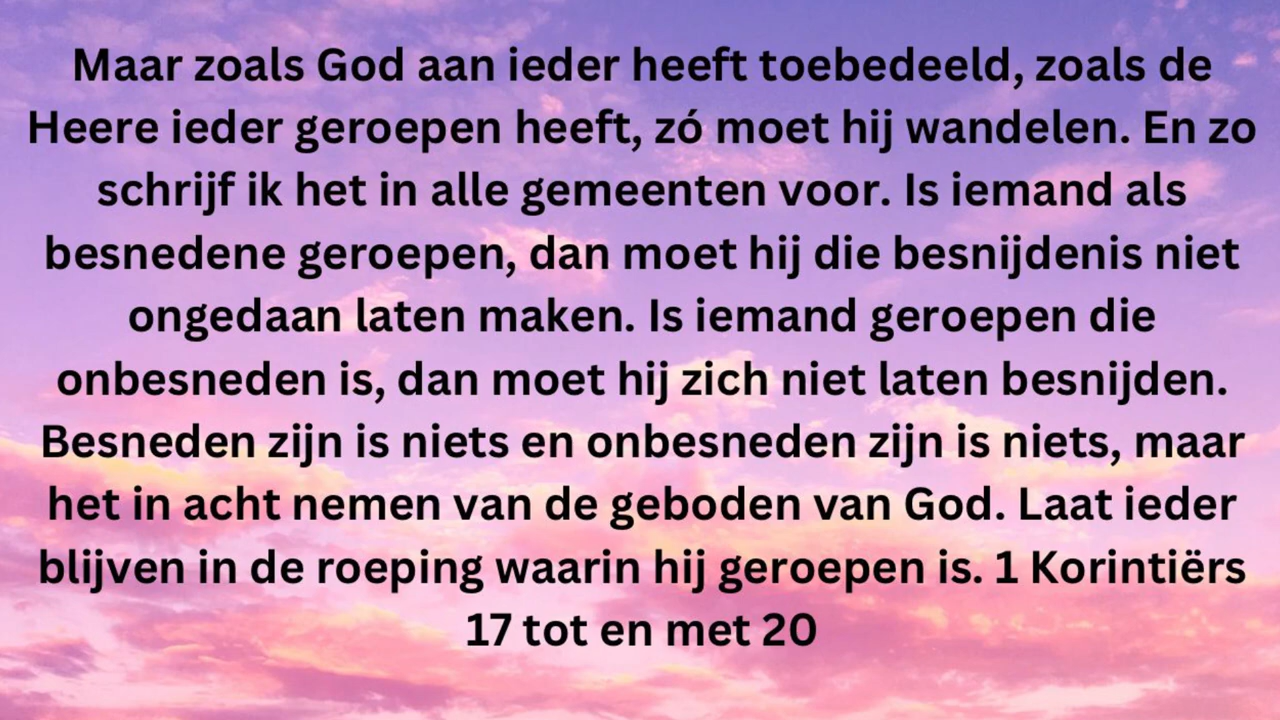 Maar zoals God aan ieder heeft toebedeeld, zoals de
Heere ieder geroepen heeft, zó moet hij wandelen. En zo
schrijf ik het in alle gemeenten voor. Is iemand als
besnedene geroepen, dan moet hij die besnijdenis niet
ongedaan laten maken. Is iemand geroepen die
onbesneden is, dan moet hij zich niet laten besnijden.
Besneden zijn is niets en onbesneden zijn is niets, maar
het in acht nemen van de geboden van God. Laat ieder
blijven in de roeping waarin hij geroepen is. 1 Korintiërs
17 tot en met 20